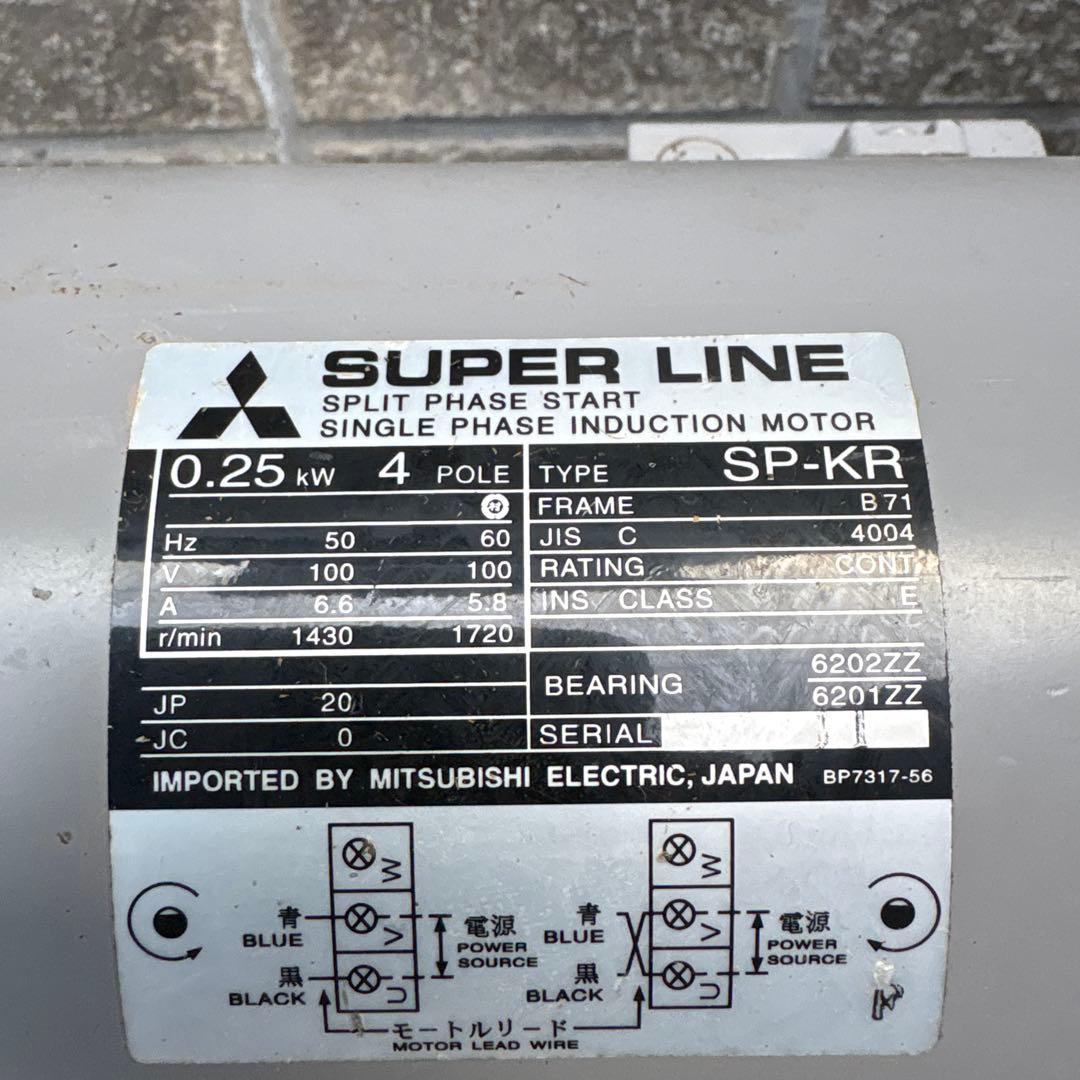 SUPER LINE
SPLIT PHASE START
SINGLE PHASE INDUCTION MOTOR
0.25 kW 4 POLE
Hz 50 60
V 100 100
A 6.6 5.8
r/min 1430 1720
JP 20
JC 0
TYPE SP-KR
FRAME B 71
JIS C 4004
RATING CONT
INS CLASS E
BEARING 6202ZZ
6201ZZ
SERIAL
IMPORTED BY MITSUBISHI ELECTRIC, JAPAN BP7317-56
W
青 V 電源
BLUE POWER
SOURCE
黒 U
BLACK
W
青 V 電源
BLUE POWER
SOURCE
黒 U
BLACK
モートルリード
MOTOR LEAD WIRE